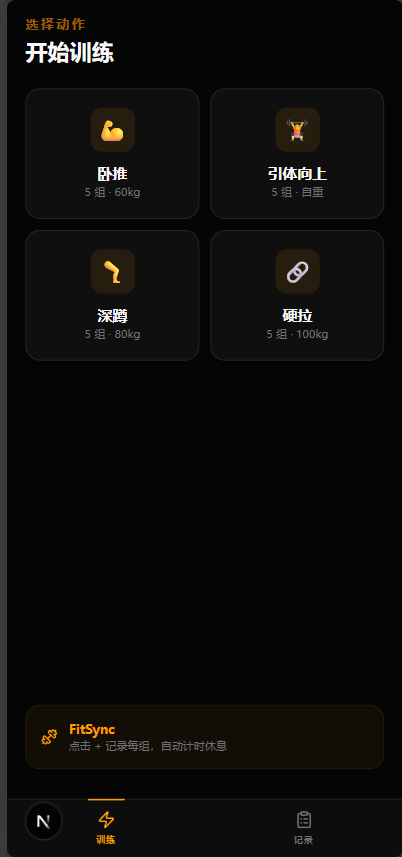 选择动作
开始训练
卧推
5 组 · 60kg
引体向上
5 组 · 自重
深蹲
5 组 · 80kg
硬拉
5 组 · 100kg
FitSync
点击 + 记录每组，自动计时休息
N
训练
记录